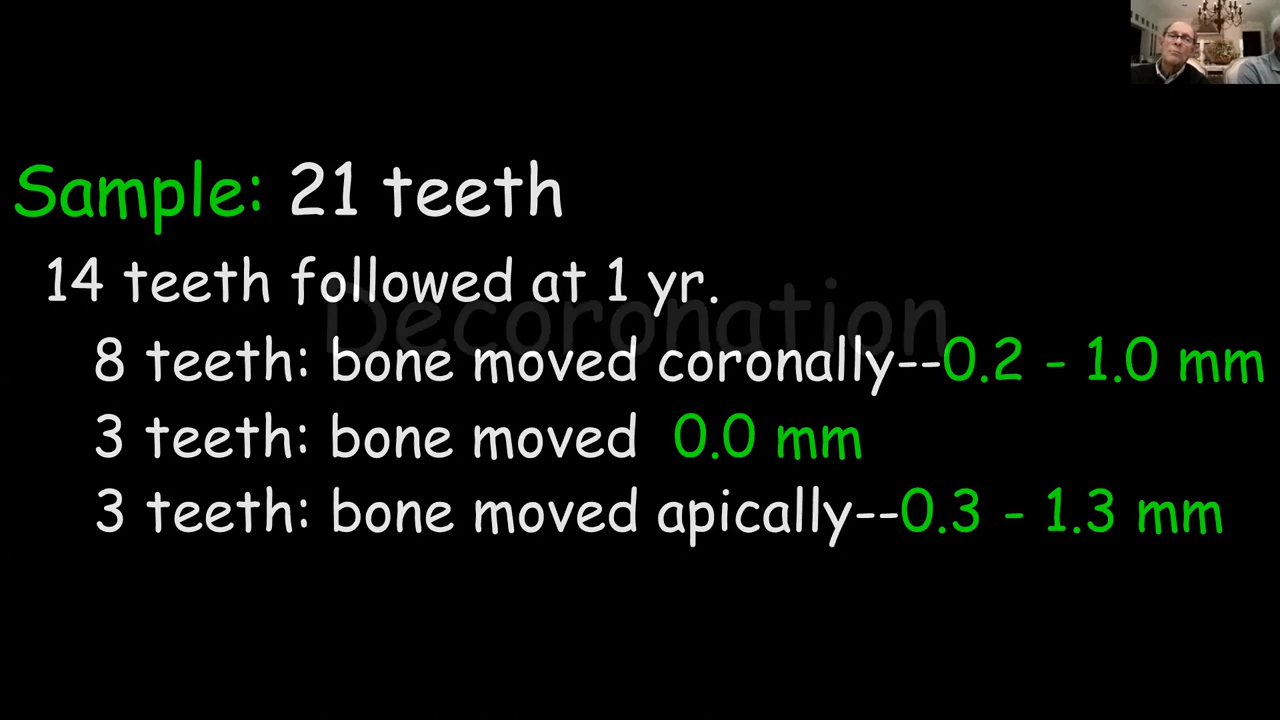 Sample: 21 teeth
14 teeth followed at 1 yr.
Decoronation
8 teeth: bone moved coronally--0.2 - 1.0 mm
3 teeth: bone moved 0.0 mm
3 teeth: bone moved apically--0.3 - 1.3 mm